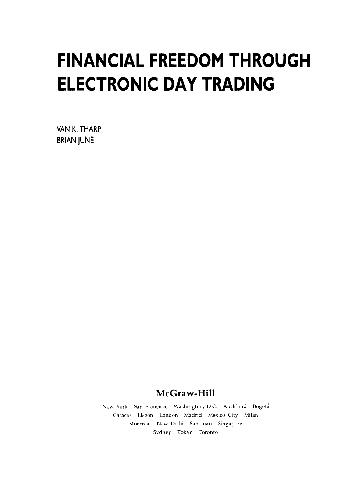 FINANCIAL FREEDOM THROUGH
ELECTRONIC DAY TRADING
VAN K. THARP
BRIAN JUNE
McGraw-Hill
New York San Francisco Washington, D.C. Auckland Bogotá
Caracas Lisbon London Madrid Mexico City Milan
Montreal New Delhi San Juan Singapore
Sydney Tokyo Toronto